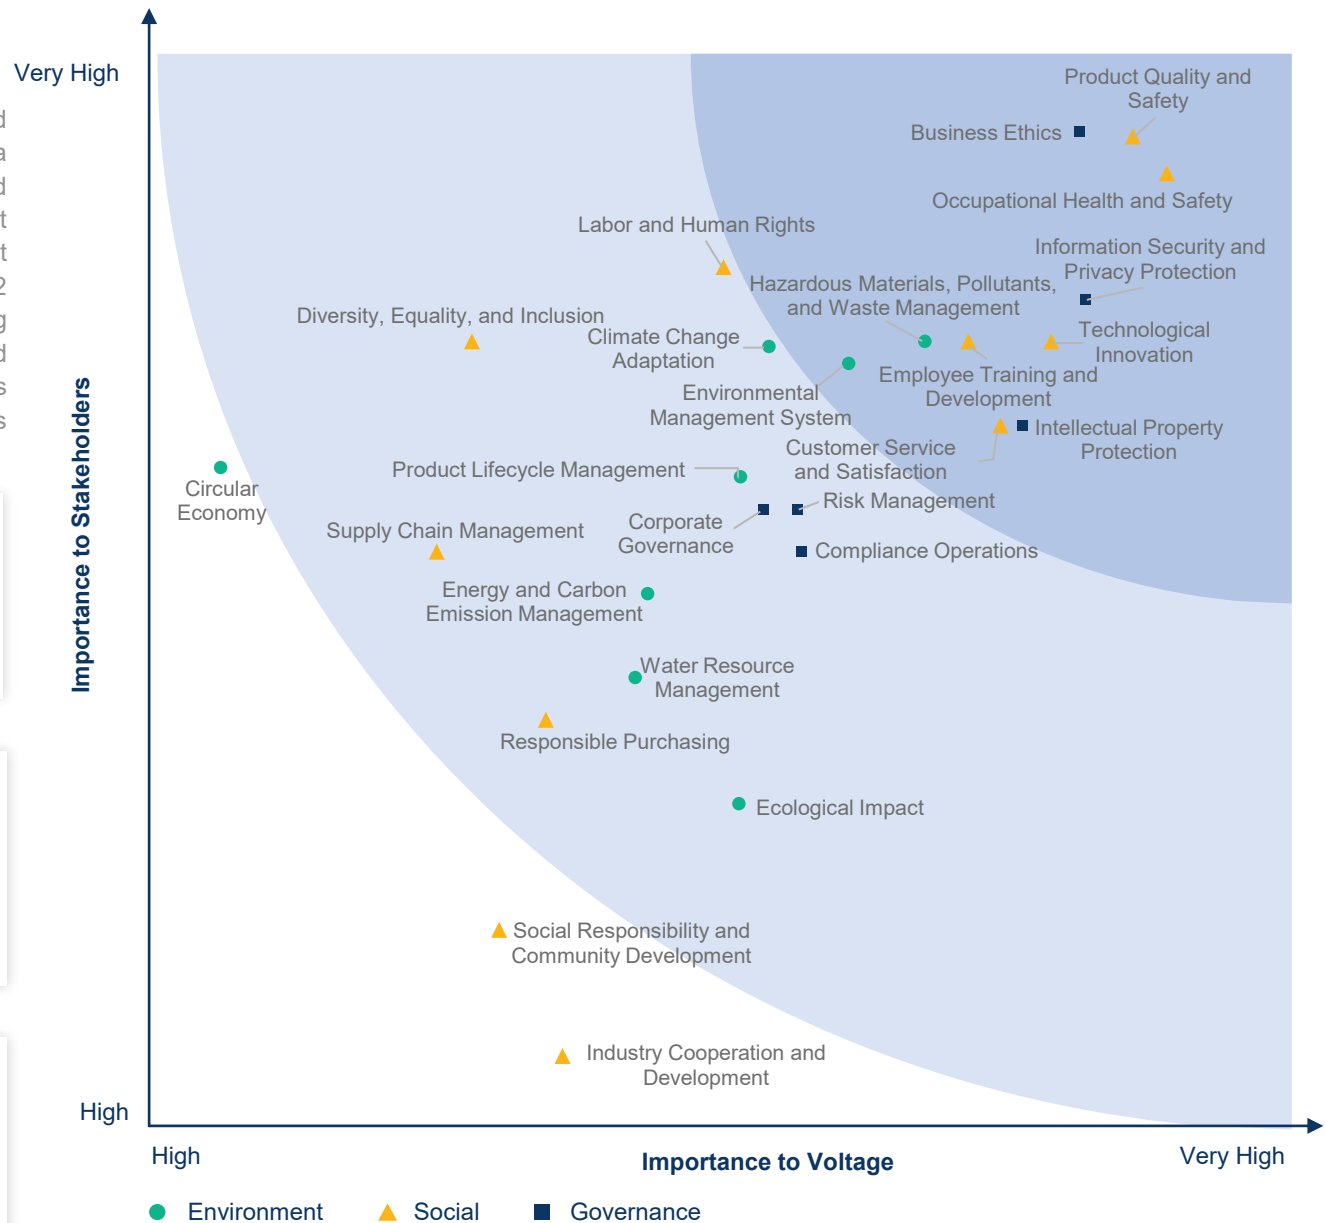 Very High
Product Quality and
Safety
d
Business Ethics
a
d
Occupational Health and Safety
t
Labor and Human Rights
Information Security and
t
Privacy Protection
2
Hazardous Materials, Pollutants,
and Waste Management
g
Diversity, Equality, and Inclusion
Technological
Innovation
Climate Change
Adaptation
d
Employee Training and
Development
s
Environmental
Management System
s
Intellectual Property
Protection
Customer Service
and Satisfaction
Importance to Stakeholders
Product Lifecycle Management
Circular
Economy
Risk Management
Corporate
Governance
Supply Chain Management
Compliance Operations
Energy and Carbon
Emission Management
Water Resource
Management
Responsible Purchasing
Ecological Impact
Social Responsibility and
Community Development
Industry Cooperation and
Development
High
High
Importance to Voltage
Very High
Environment
Social
Governance